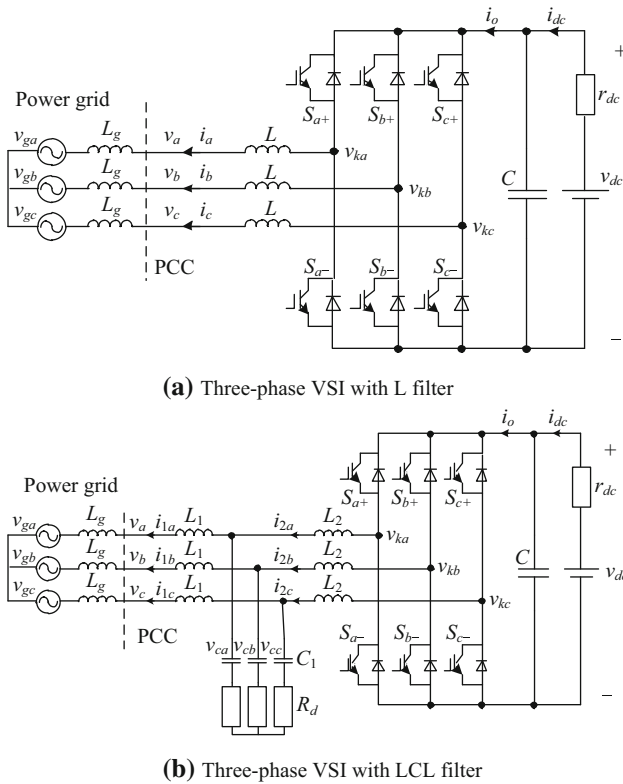 i_o i_dc
+
S_a+ S_b+ S_c+
r_dc
Power grid
v_ga L_g v_a i_a L v_ka
v_gb L_g v_b i_b L v_kb C v_dc
v_gc L_g v_c i_c L v_kc
PCC
S_a− S_b− S_c−
−
(a) Three-phase VSI with L filter
i_o i_dc
+
S_a+ S_b+ S_c+
r_dc
Power grid
v_ga L_g v_a i_1a L_1 i_2a L_2 v_ka
v_gb L_g v_b i_1b L_1 i_2b L_2 v_kb C v_dc
v_gc L_g v_c i_1c L_1 i_2c L_2 v_kc
PCC
v_ca v_cb v_cc C_1
S_a− S_b− S_c−
R_d
−
(b) Three-phase VSI with LCL filter